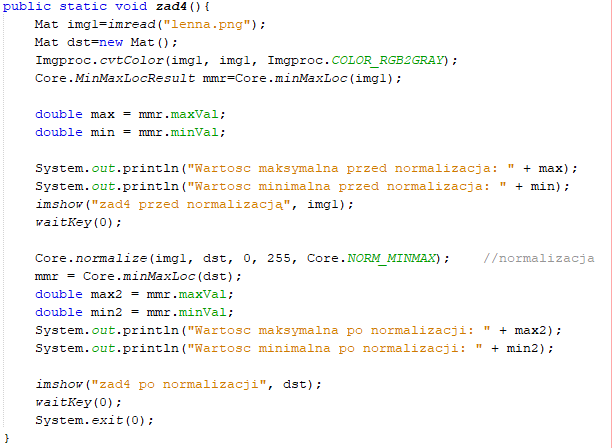 public static void zad4(){
    Mat img1=imread("lenna.png");
    Mat dst=new Mat();
    Imgproc.cvtColor(img1, img1, Imgproc.COLOR_RGB2GRAY);
    Core.MinMaxLocResult mmr=Core.minMaxLoc(img1);

    double max = mmr.maxVal;
    double min = mmr.minVal;

    System.out.println("Wartosc maksymalna przed normalizacja: " + max);
    System.out.println("Wartosc minimalna przed normalizacja: " + min);
    imshow("zad4 przed normalizacją", img1);
    waitKey(0);

    Core.normalize(img1, dst, 0, 255, Core.NORM_MINMAX);    //normalizacja
    mmr = Core.minMaxLoc(dst);
    double max2 = mmr.maxVal;
    double min2 = mmr.minVal;
    System.out.println("Wartosc maksymalna po normalizacji: " + max2);
    System.out.println("Wartosc minimalna po normalizacji: " + min2);

    imshow("zad4 po normalizacji", dst);
    waitKey(0);
    System.exit(0);
}